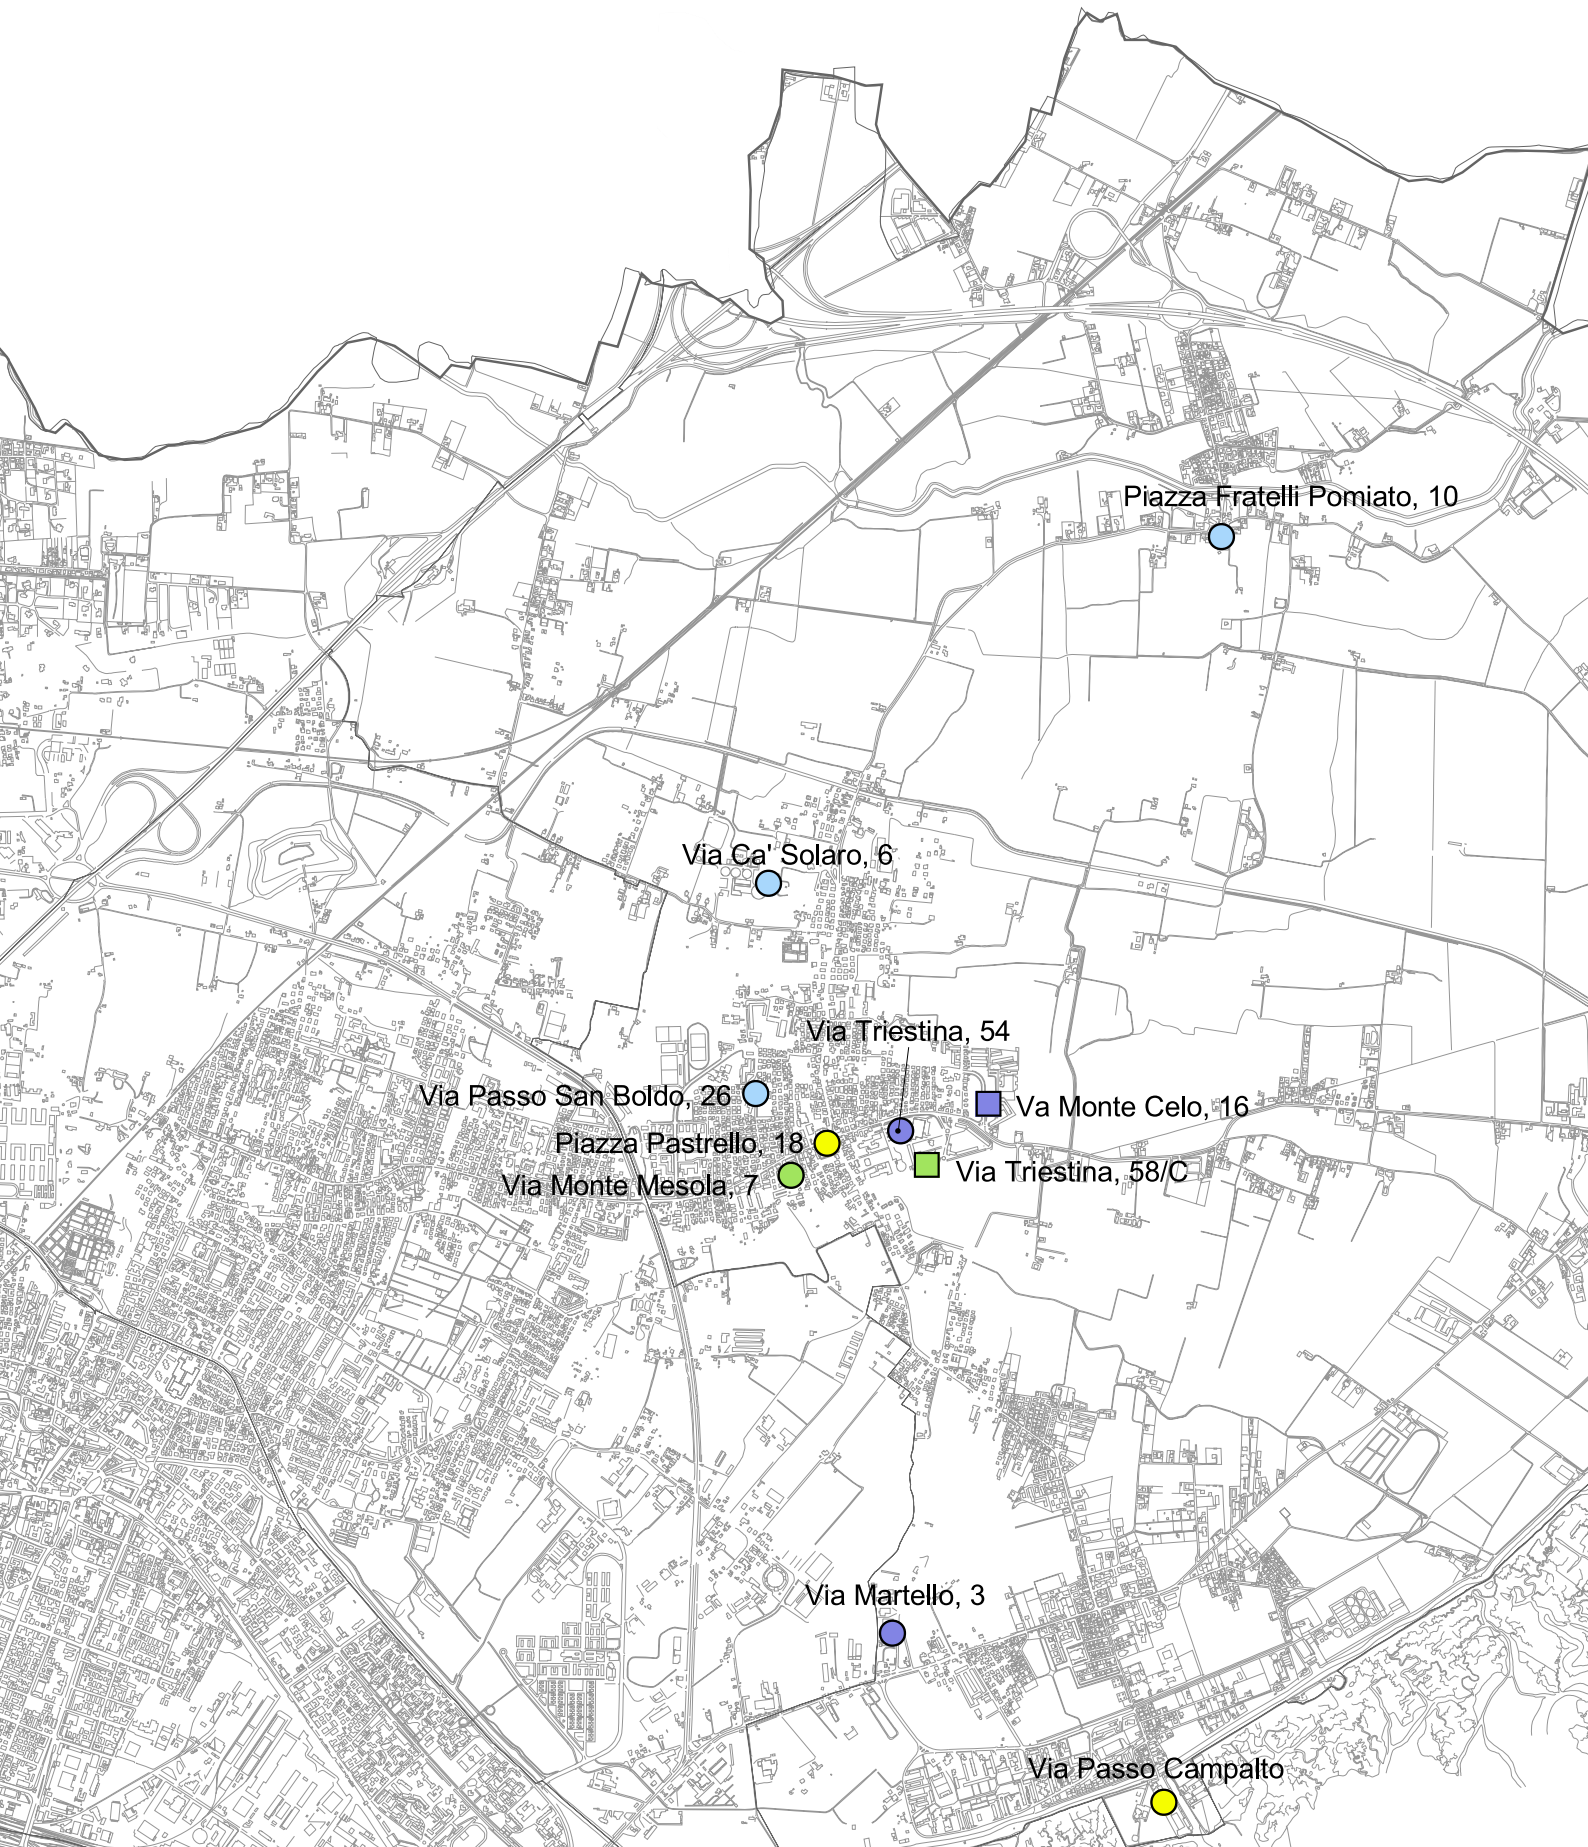 Piazza Fratelli Pomiato, 10
Via Ca' Solaro, 6
Via Triestina, 54
Via Passo San Boldo, 26
Va Monte Celo, 16
Piazza Pastrello, 18
Via Triestina, 58/C
Via Monte Mesola, 7
Via Martello, 3
Via Passo Campalto